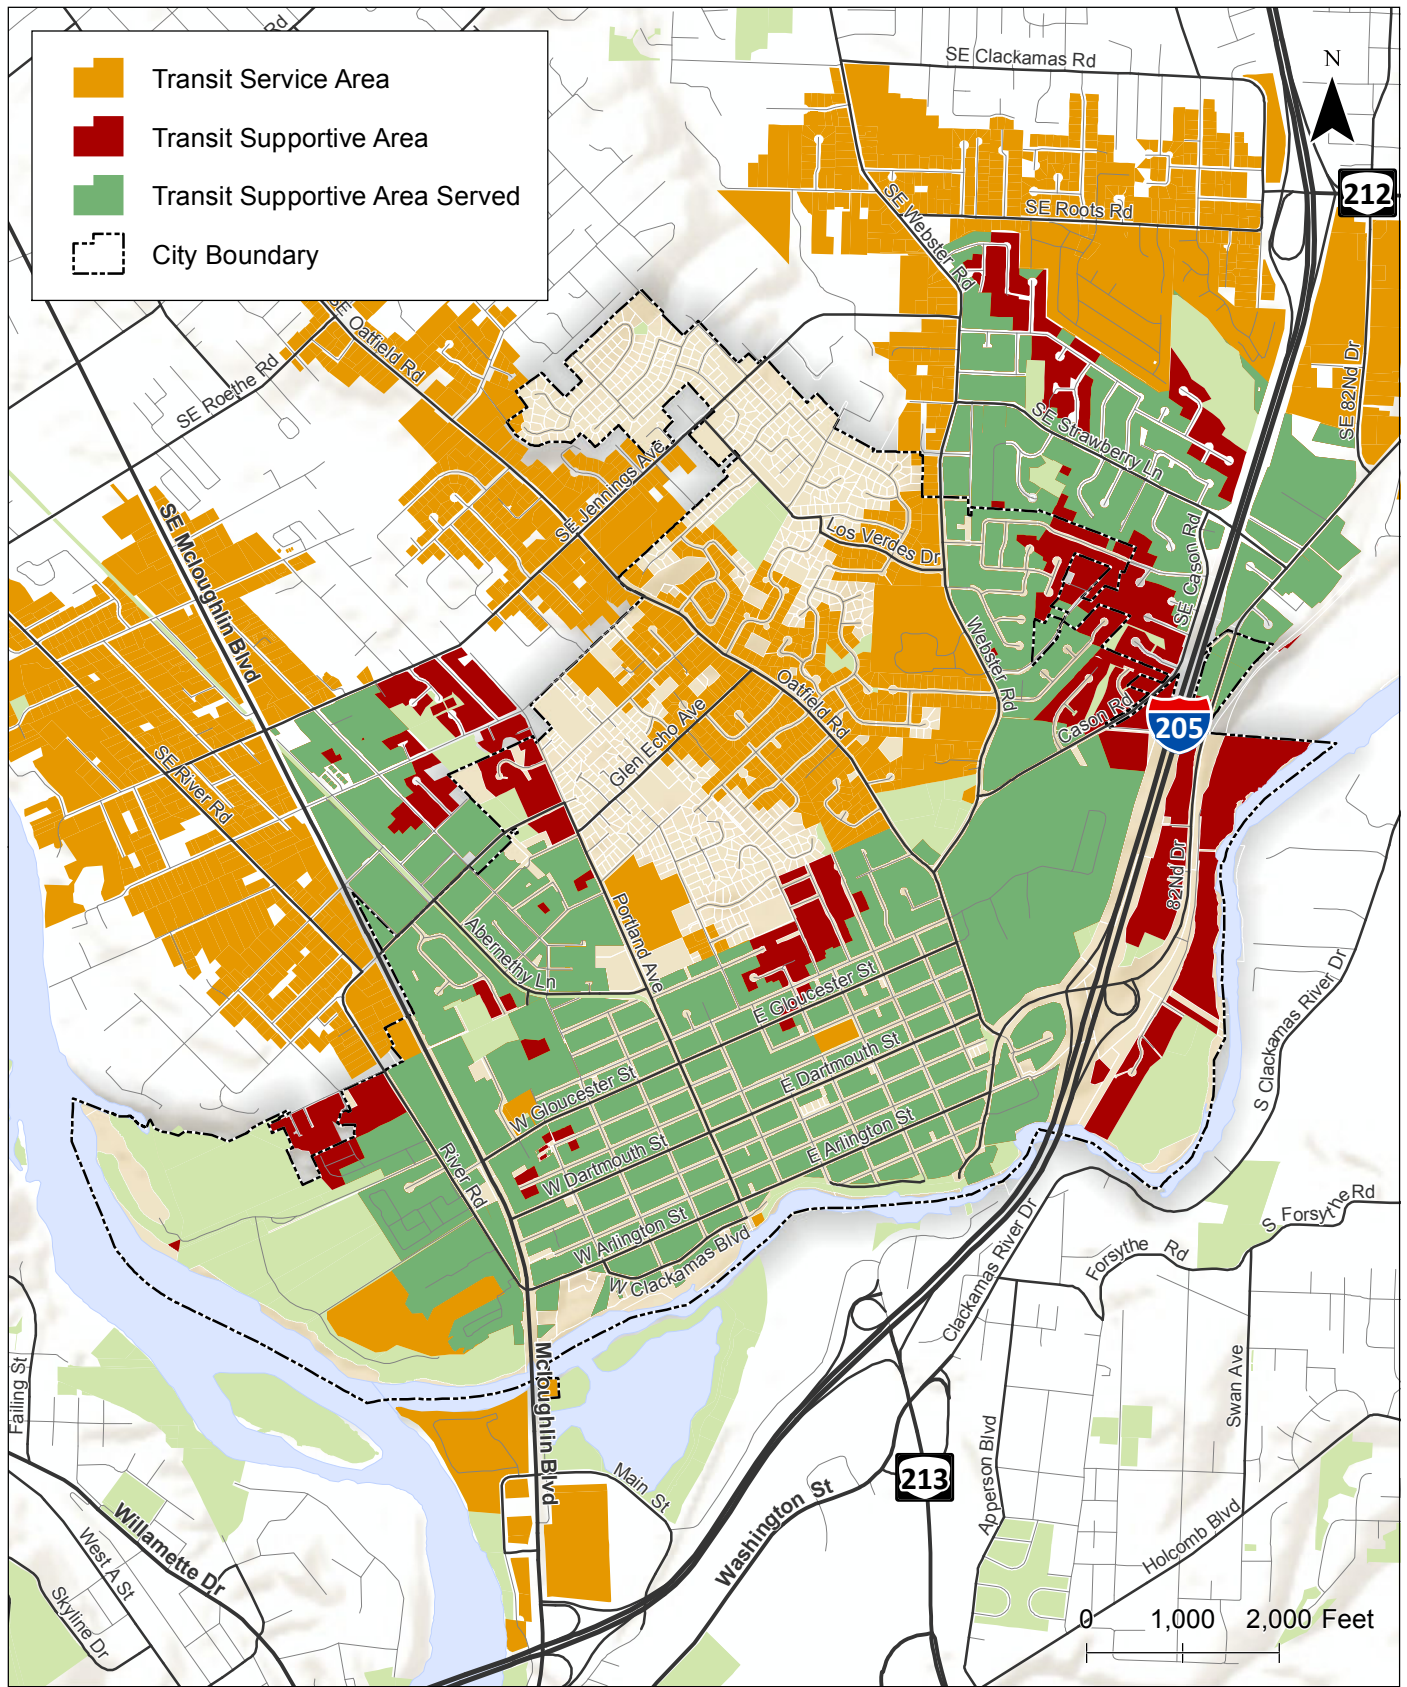 Rd
Rd
SE Clackamas Rd
N
Transit Service Area
Transit Supportive Area
Transit Supportive Area Served
City Boundary
212
SE Webster Rd
SE Roots Rd
SE Oatfield Rd
SE Roethe Rd
SE 82Nd Dr
SE Strawberry Ln
SE Jennings Ave
SE Mcloughlin Blvd
Los Verdes Dr
SE Cason Rd
Webster Rd
Oatfield Rd
Glen Echo Ave
Cason Rd
205
SE River Rd
82Nd Dr
Portland Ave
Abernethy Ln
E Gloucester St
S Clackamas River Dr
E Dartmouth St
W Gloucester St
E Arlington St
W Dartmouth St
River Rd
W Arlington St
W Clackamas Blvd
S Forsythe Rd
Forsythe Rd
Clackamas River Dr
Mcloughlin Blvd
Failing St
Swan Ave
Main St
213
Washington St
Apperson Blvd
Holcomb Blvd
Willamette Dr
West A St
Skyline Dr
0 1,000 2,000 Feet